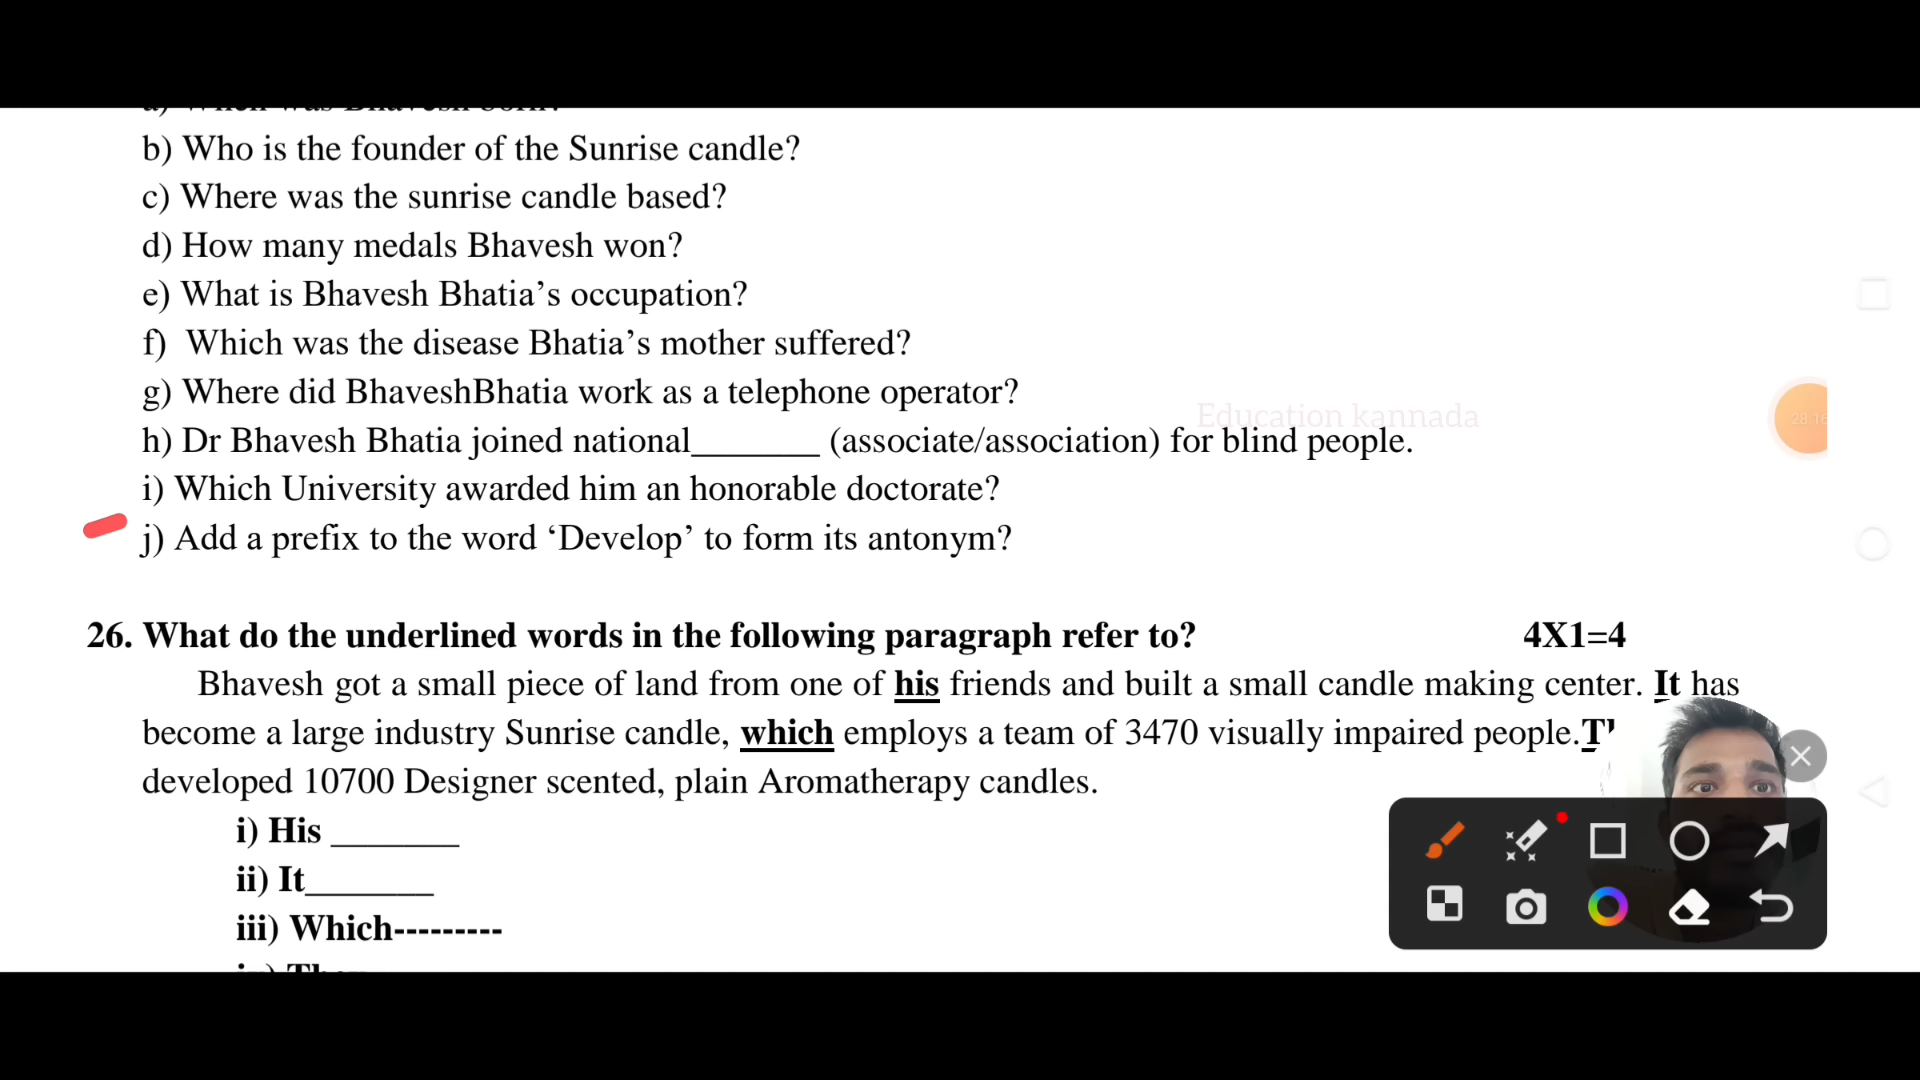 a) When was Bhavesh born?
b) Who is the founder of the Sunrise candle?
c) Where was the sunrise candle based?
d) How many medals Bhavesh won?
e) What is Bhavesh Bhatia’s occupation?
f)  Which was the disease Bhatia’s mother suffered?
g) Where did BhaveshBhatia work as a telephone operator?
Education kannada
28:18
h) Dr Bhavesh Bhatia joined national_______ (associate/association) for blind people.
i) Which University awarded him an honorable doctorate?
j) Add a prefix to the word ‘Develop’ to form its antonym?
26. What do the underlined words in the following paragraph refer to? 4X1=4
Bhavesh got a small piece of land from one of his friends and built a small candle making center. It has
become a large industry Sunrise candle, which employs a team of 3470 visually impaired people.
developed 10700 Designer scented, plain Aromatherapy candles.
i) His _______
ii) It_______
iii) Which---------